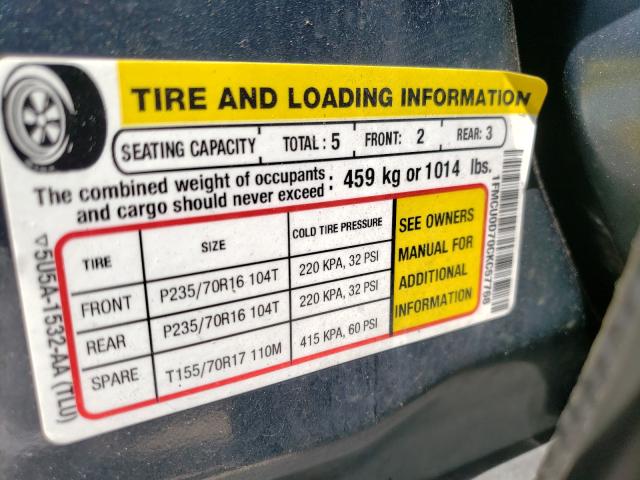 TIRE AND LOADING INFORMATION
SEATING CAPACITY TOTAL : 5 FRONT: 2 REAR: 3
The combined weight of occupants and cargo should never exceed : 459 kg or 1014 lbs.
TIRE SIZE COLD TIRE PRESSURE
FRONT P235/70R16 104T 220 KPA, 32 PSI
REAR P235/70R16 104T 220 KPA, 32 PSI
SPARE T155/70R17 110M 415 KPA, 60 PSI
SEE OWNERS
MANUAL FOR
ADDITIONAL
INFORMATION
5U5A-1532-AA (TLU)
1FMCU0D70CKC57768